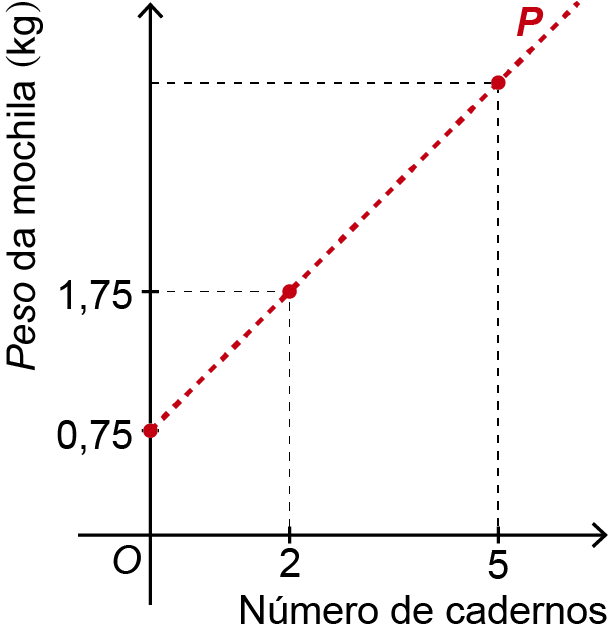 P
Peso da mochila (kg)
1,75
0,75
O
2
5
Número de cadernos